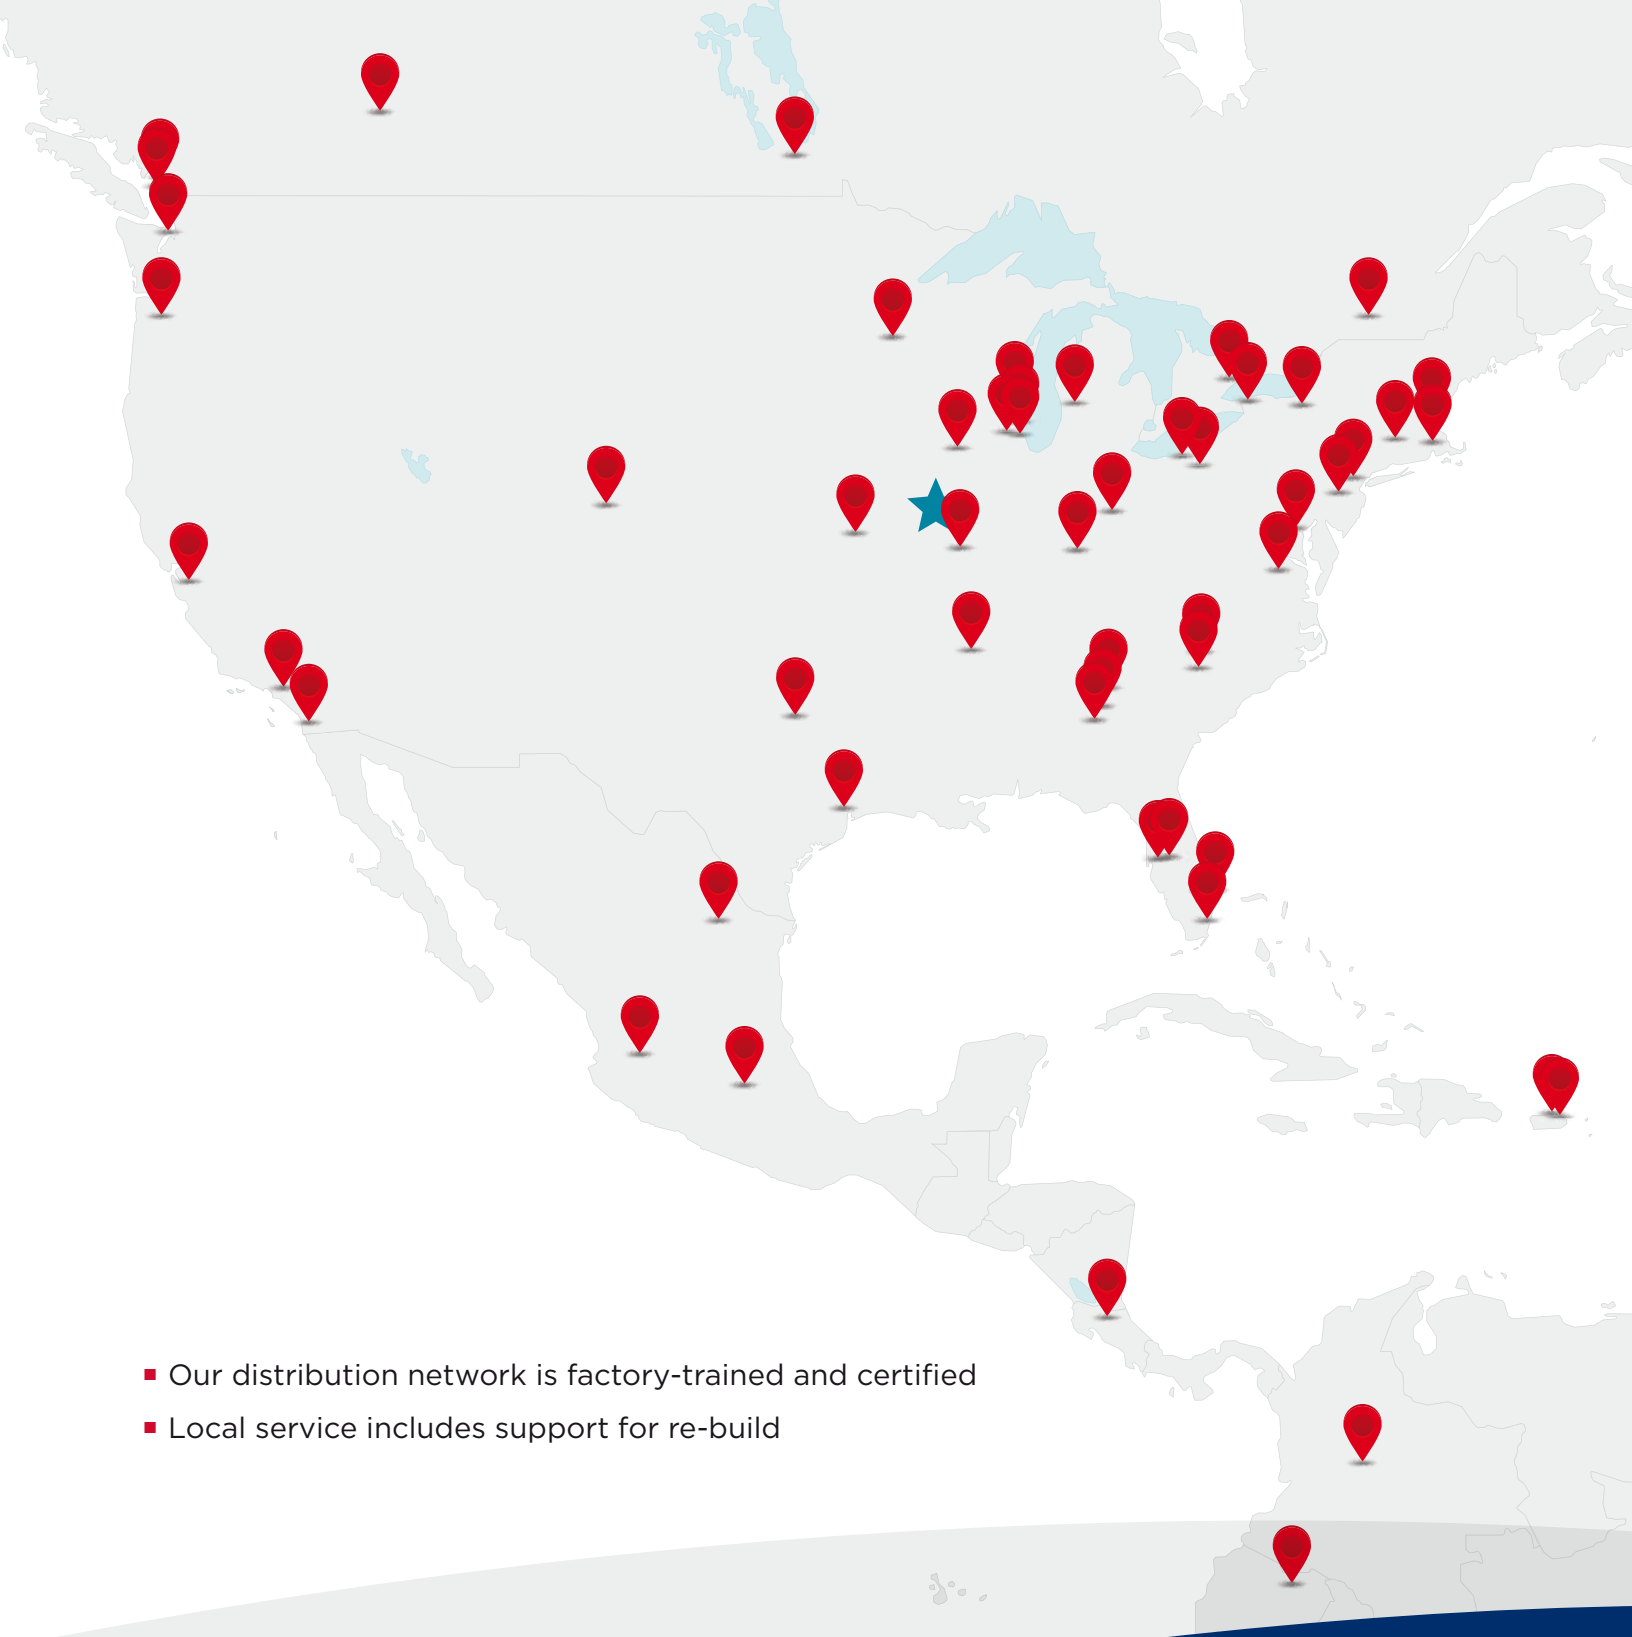 Our distribution network is factory-trained and certified
Local service includes support for re-build